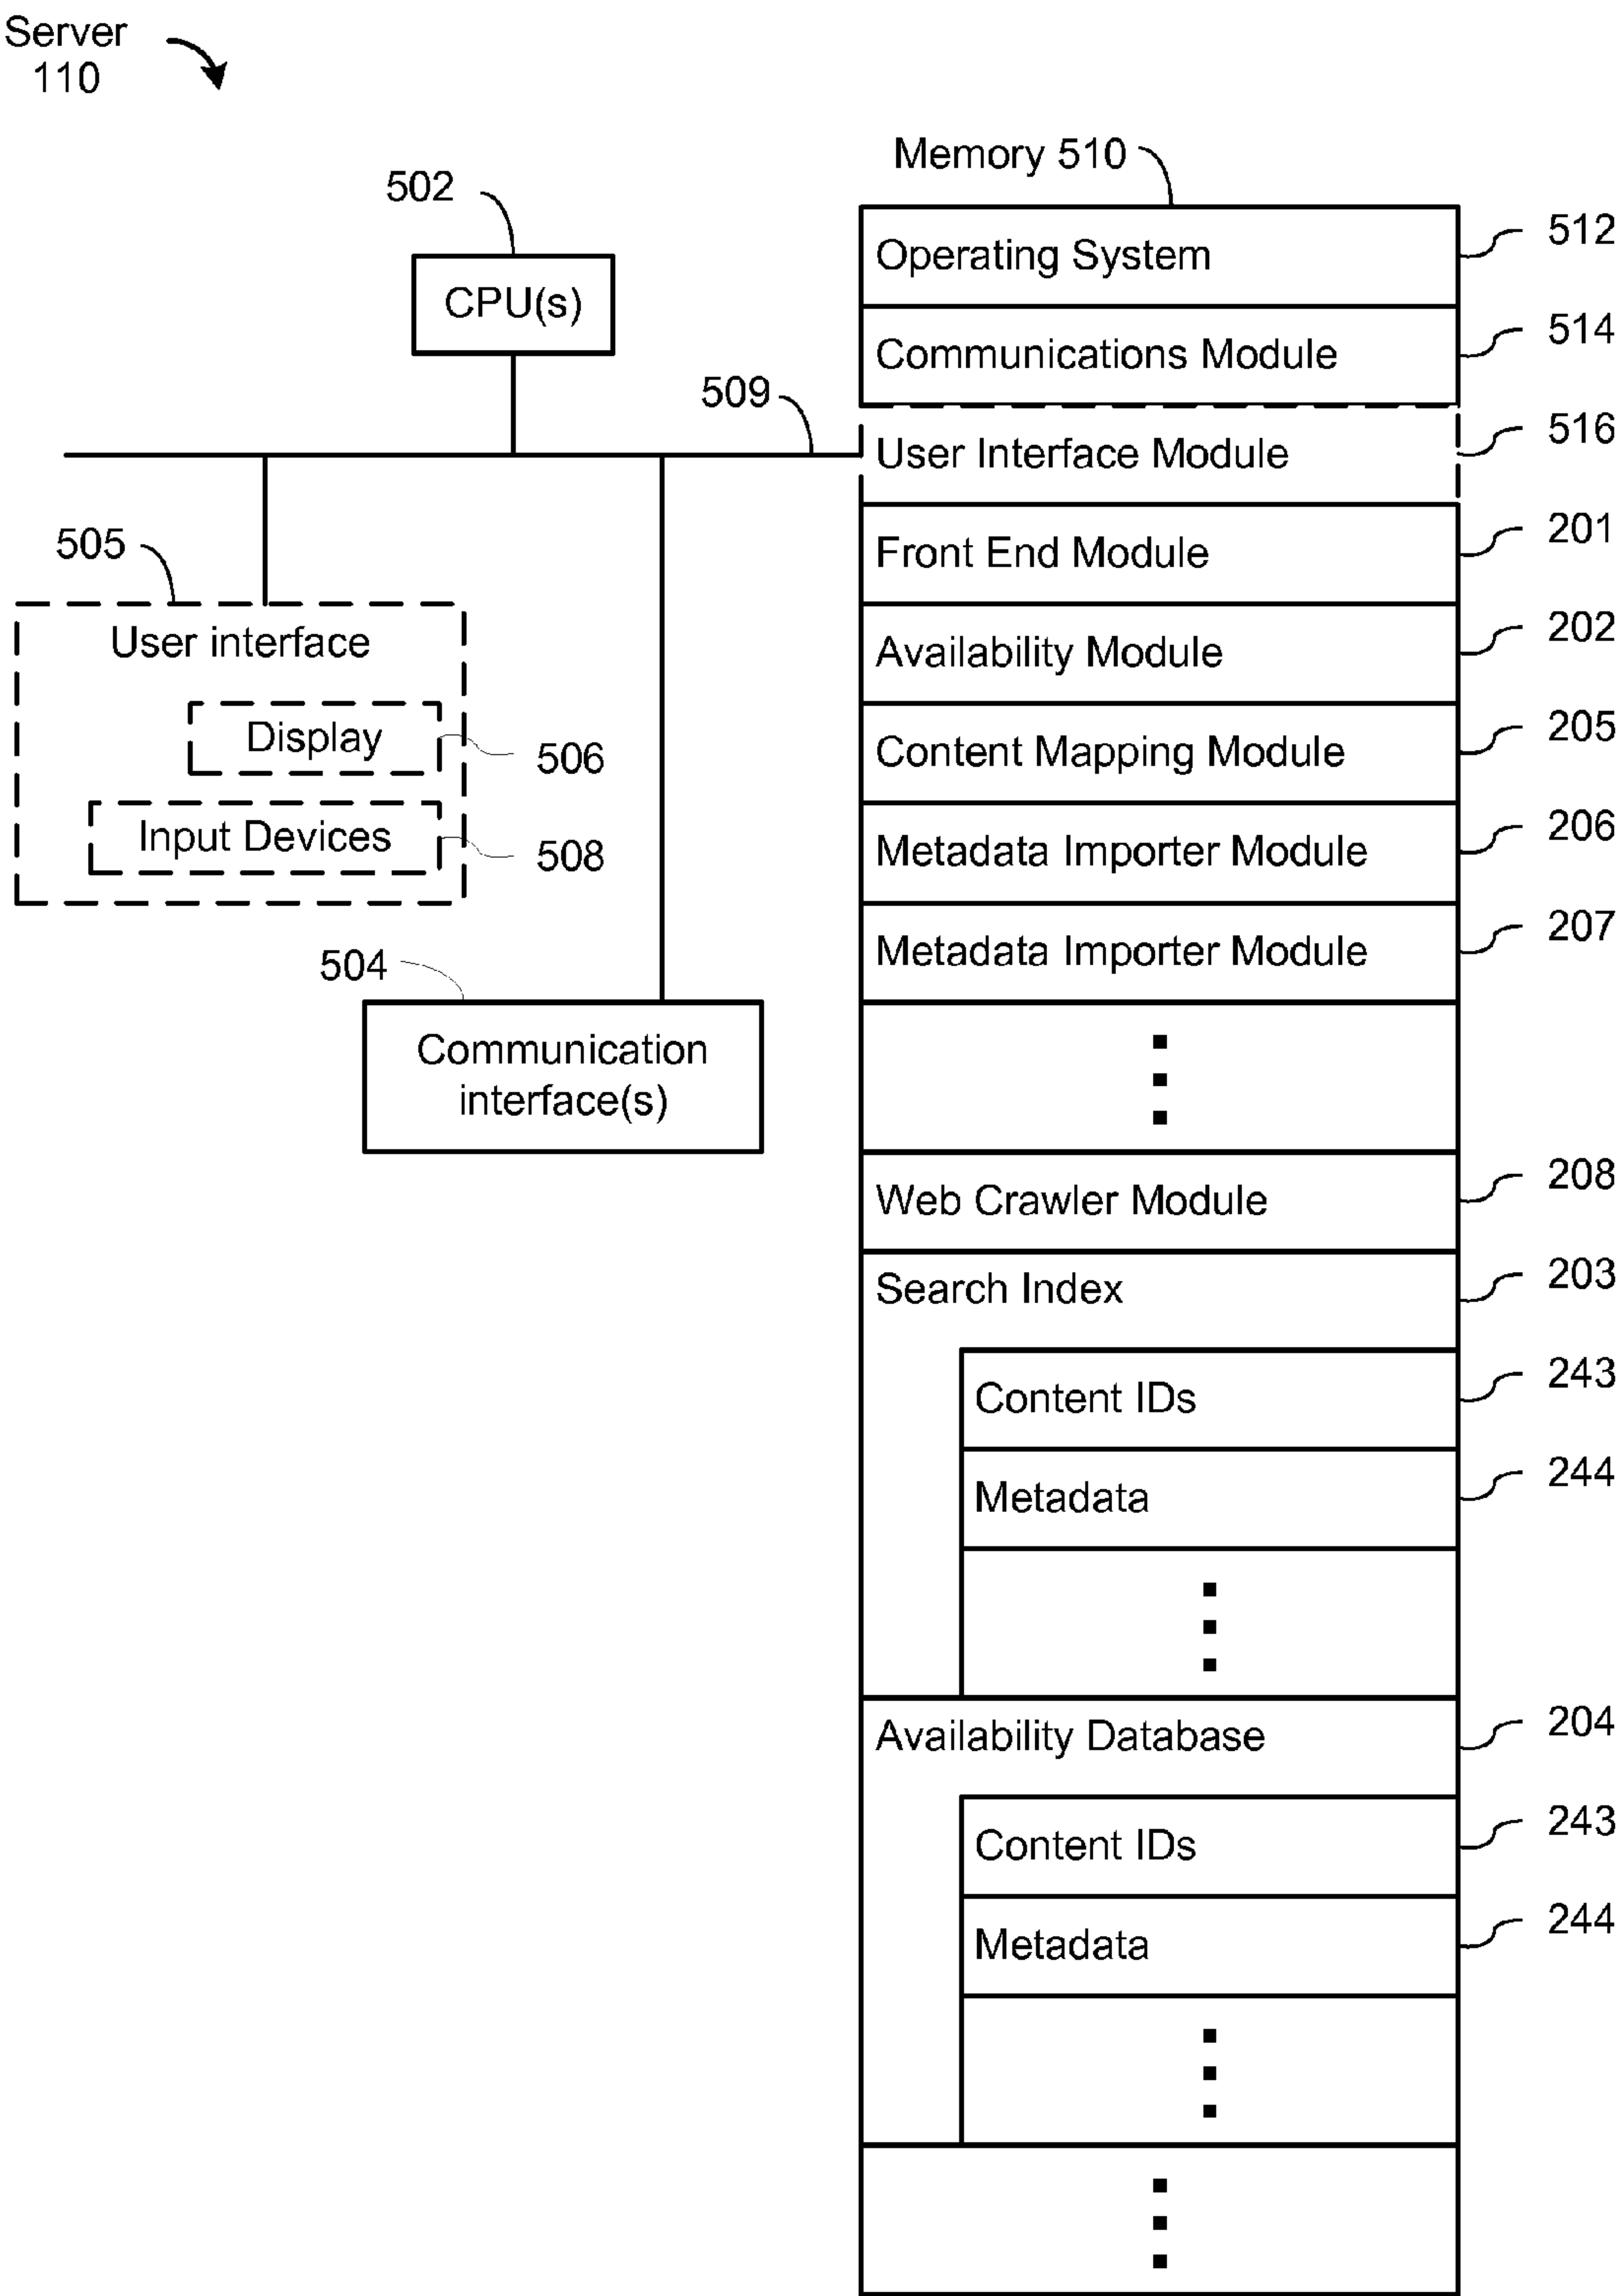 Server
110
Memory 510
502
CPU(s)
509
505
User interface
Display
506
Input Devices
508
504
Communication
interface(s)
Operating System
512
Communications Module
514
User Interface Module
516
Front End Module
201
Availability Module
202
Content Mapping Module
205
Metadata Importer Module
206
Metadata Importer Module
207
Web Crawler Module
208
Search Index
203
Content IDs
243
Metadata
244
Availability Database
204
Content IDs
243
Metadata
244